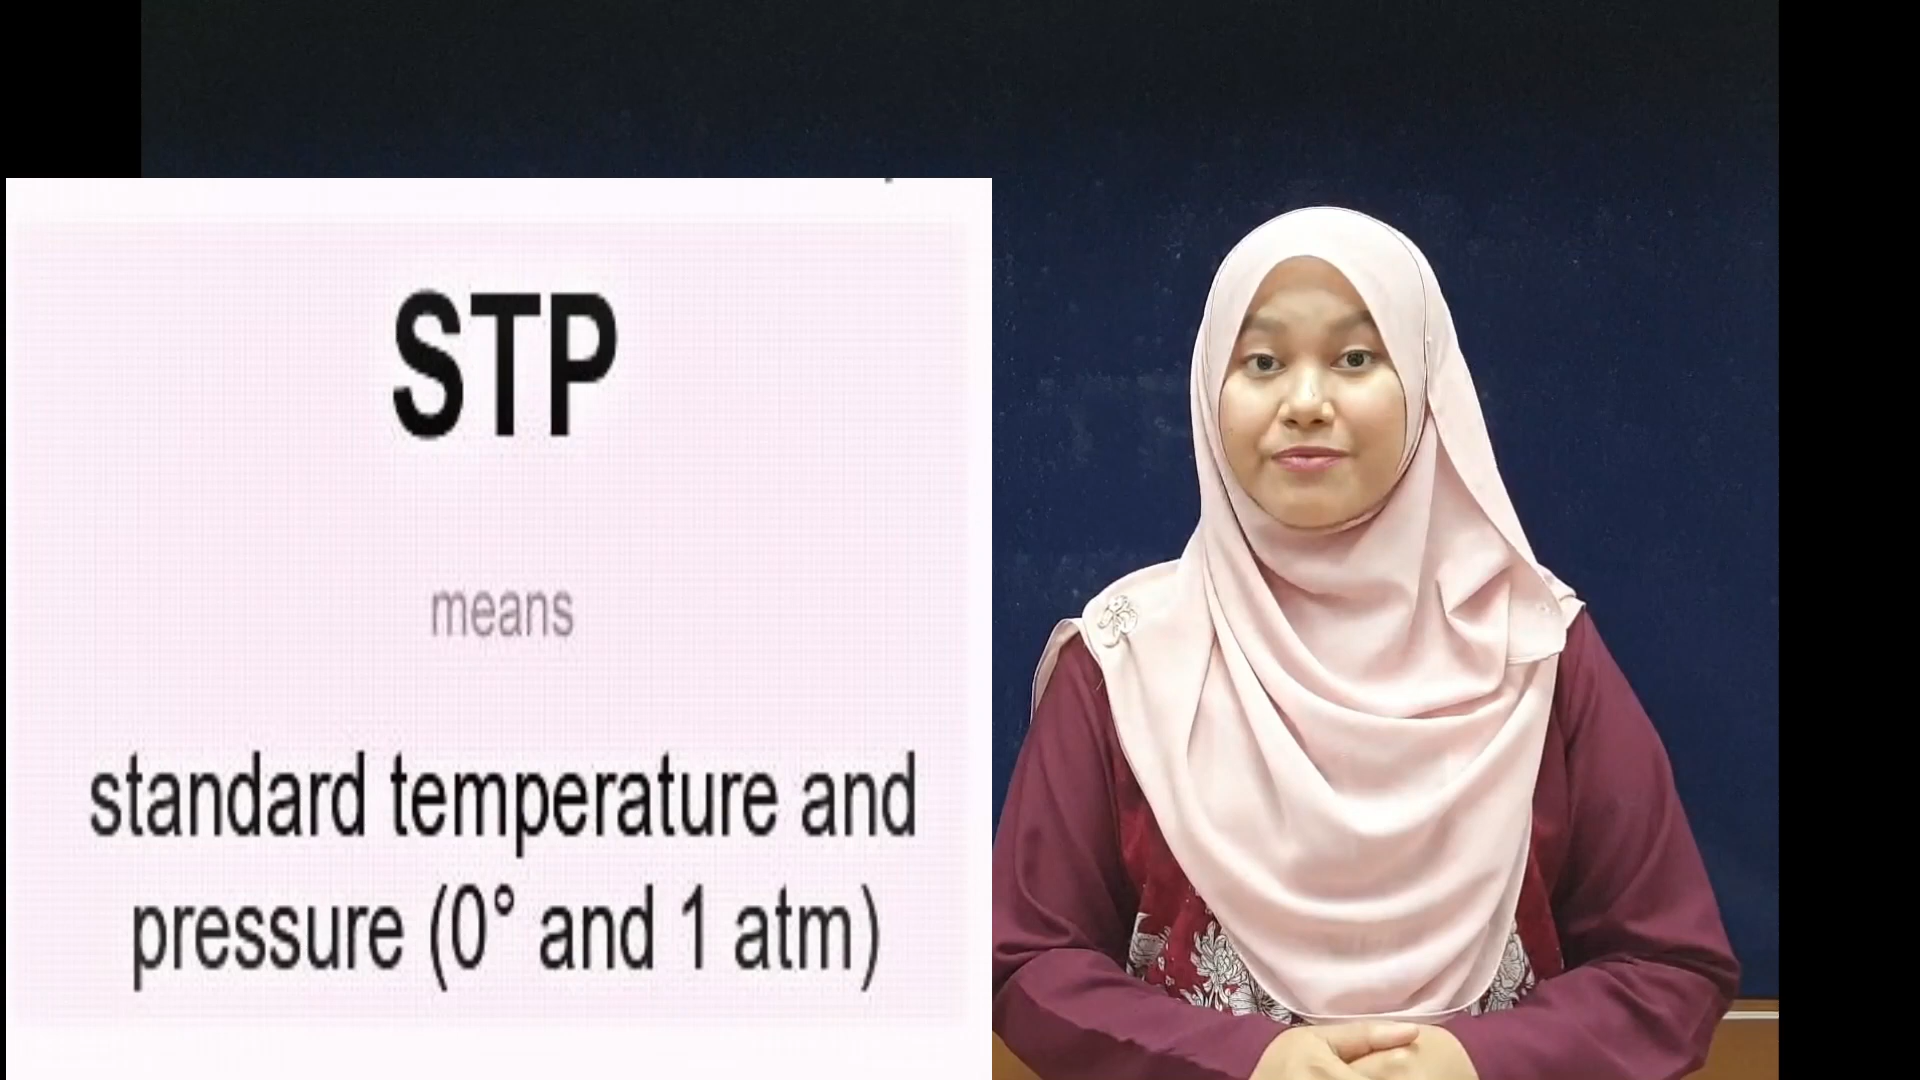 STP
means
standard temperature and
pressure (0° and 1 atm)